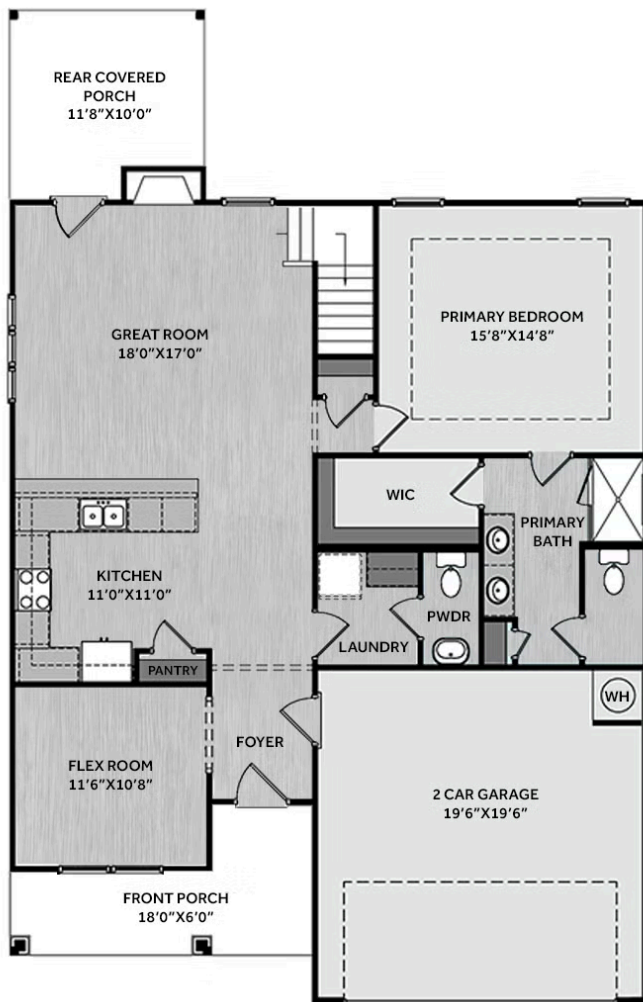 REAR COVERED
PORCH
11'8"X10'0"
GREAT ROOM
18'0"X17'0"
PRIMARY BEDROOM
15'8"X14'8"
WIC
PRIMARY
BATH
KITCHEN
11'0"X11'0"
PWDR
LAUNDRY
PANTRY
WH
FOYER
FLEX ROOM
11'6"X10'8"
2 CAR GARAGE
19'6"X19'6"
FRONT PORCH
18'0"X6'0"